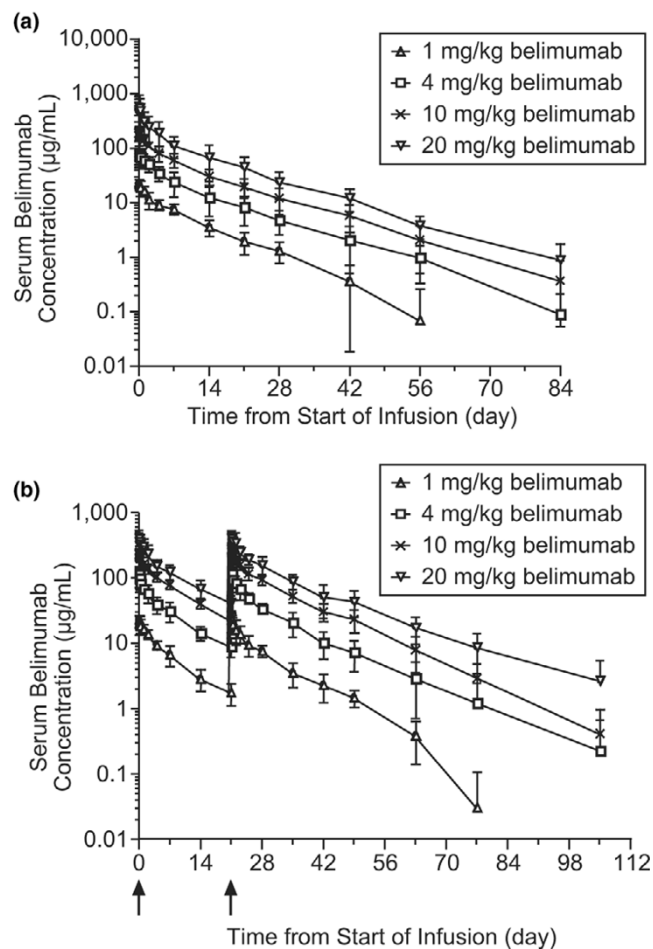 (a)
10,000
1,000
100
10
1
0.1
0.01
Serum Belimumab
Concentration (µg/mL)
1 mg/kg belimumab
4 mg/kg belimumab
10 mg/kg belimumab
20 mg/kg belimumab
0 14 28 42 56 70 84
Time from Start of Infusion (day)
(b)
1,000
100
10
1
0.1
0.01
Serum Belimumab
Concentration (µg/mL)
1 mg/kg belimumab
4 mg/kg belimumab
10 mg/kg belimumab
20 mg/kg belimumab
0 14 28 42 56 70 84 98 112
Time from Start of Infusion (day)